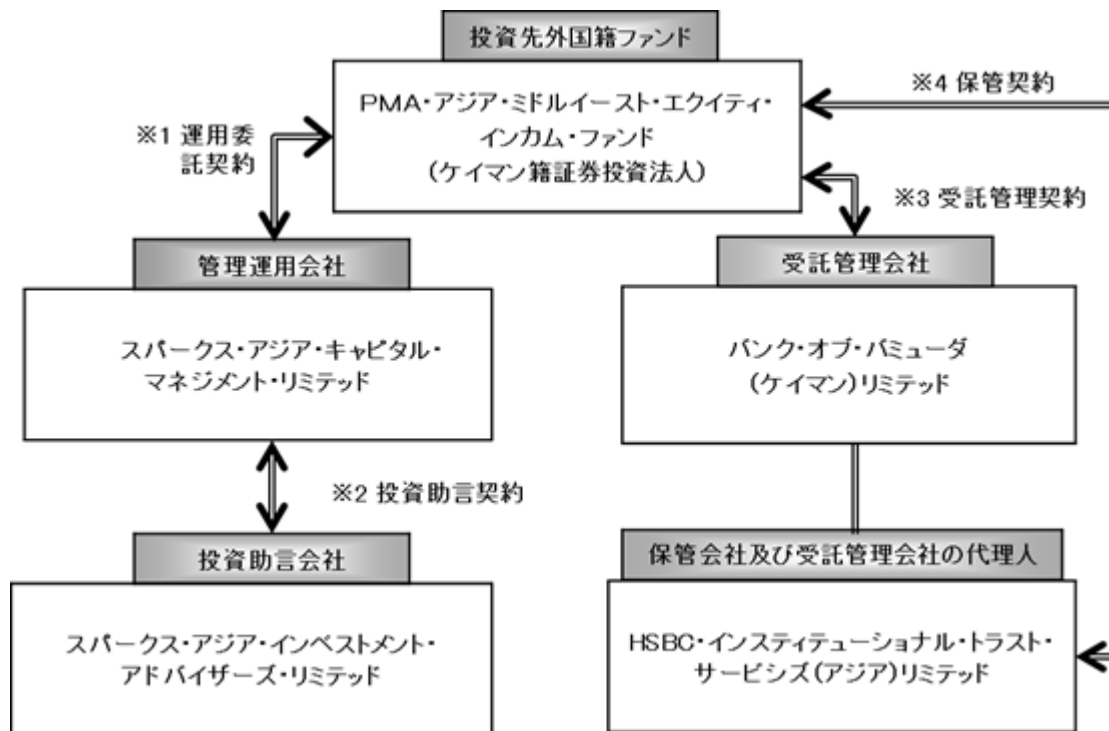 投資先外国籍ファンド
PMA・アジア・ミドルイースト・エクイティ・
インカム・ファンド
(ケイマン籍証券投資法人)
※4 保管契約
※1 運用委
託契約
※3 受託管理契約
管理運用会社
スパークス・アジア・キャピタル・
マネジメント・リミテッド
受託管理会社
バンク・オブ・バミューダ
(ケイマン)リミテッド
※2 投資助言契約
投資助言会社
スパークス・アジア・インベストメント・
アドバイザーズ・リミテッド
保管会社及び受託管理会社の代理人
HSBC・インスティテューショナル・トラスト・
サービシズ(アジア)リミテッド